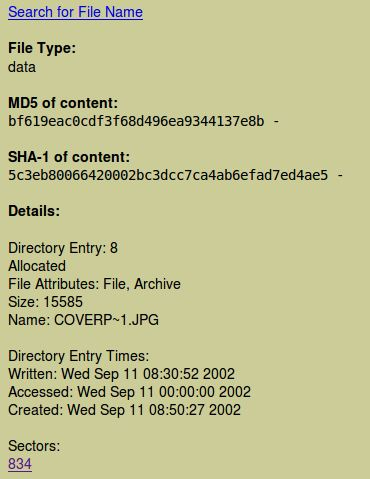 Search for File Name
File Type:
data
MD5 of content:
bf619eac0cdf3f68d496ea9344137e8b -
SHA-1 of content:
5c3eb80066420002bc3dcc7ca4ab6efad7ed4ae5 -
Details:
Directory Entry: 8
Allocated
File Attributes: File, Archive
Size: 15585
Name: COVERP~1.JPG
Directory Entry Times:
Written: Wed Sep 11 08:30:52 2002
Accessed: Wed Sep 11 00:00:00 2002
Created: Wed Sep 11 08:50:27 2002
Sectors:
834